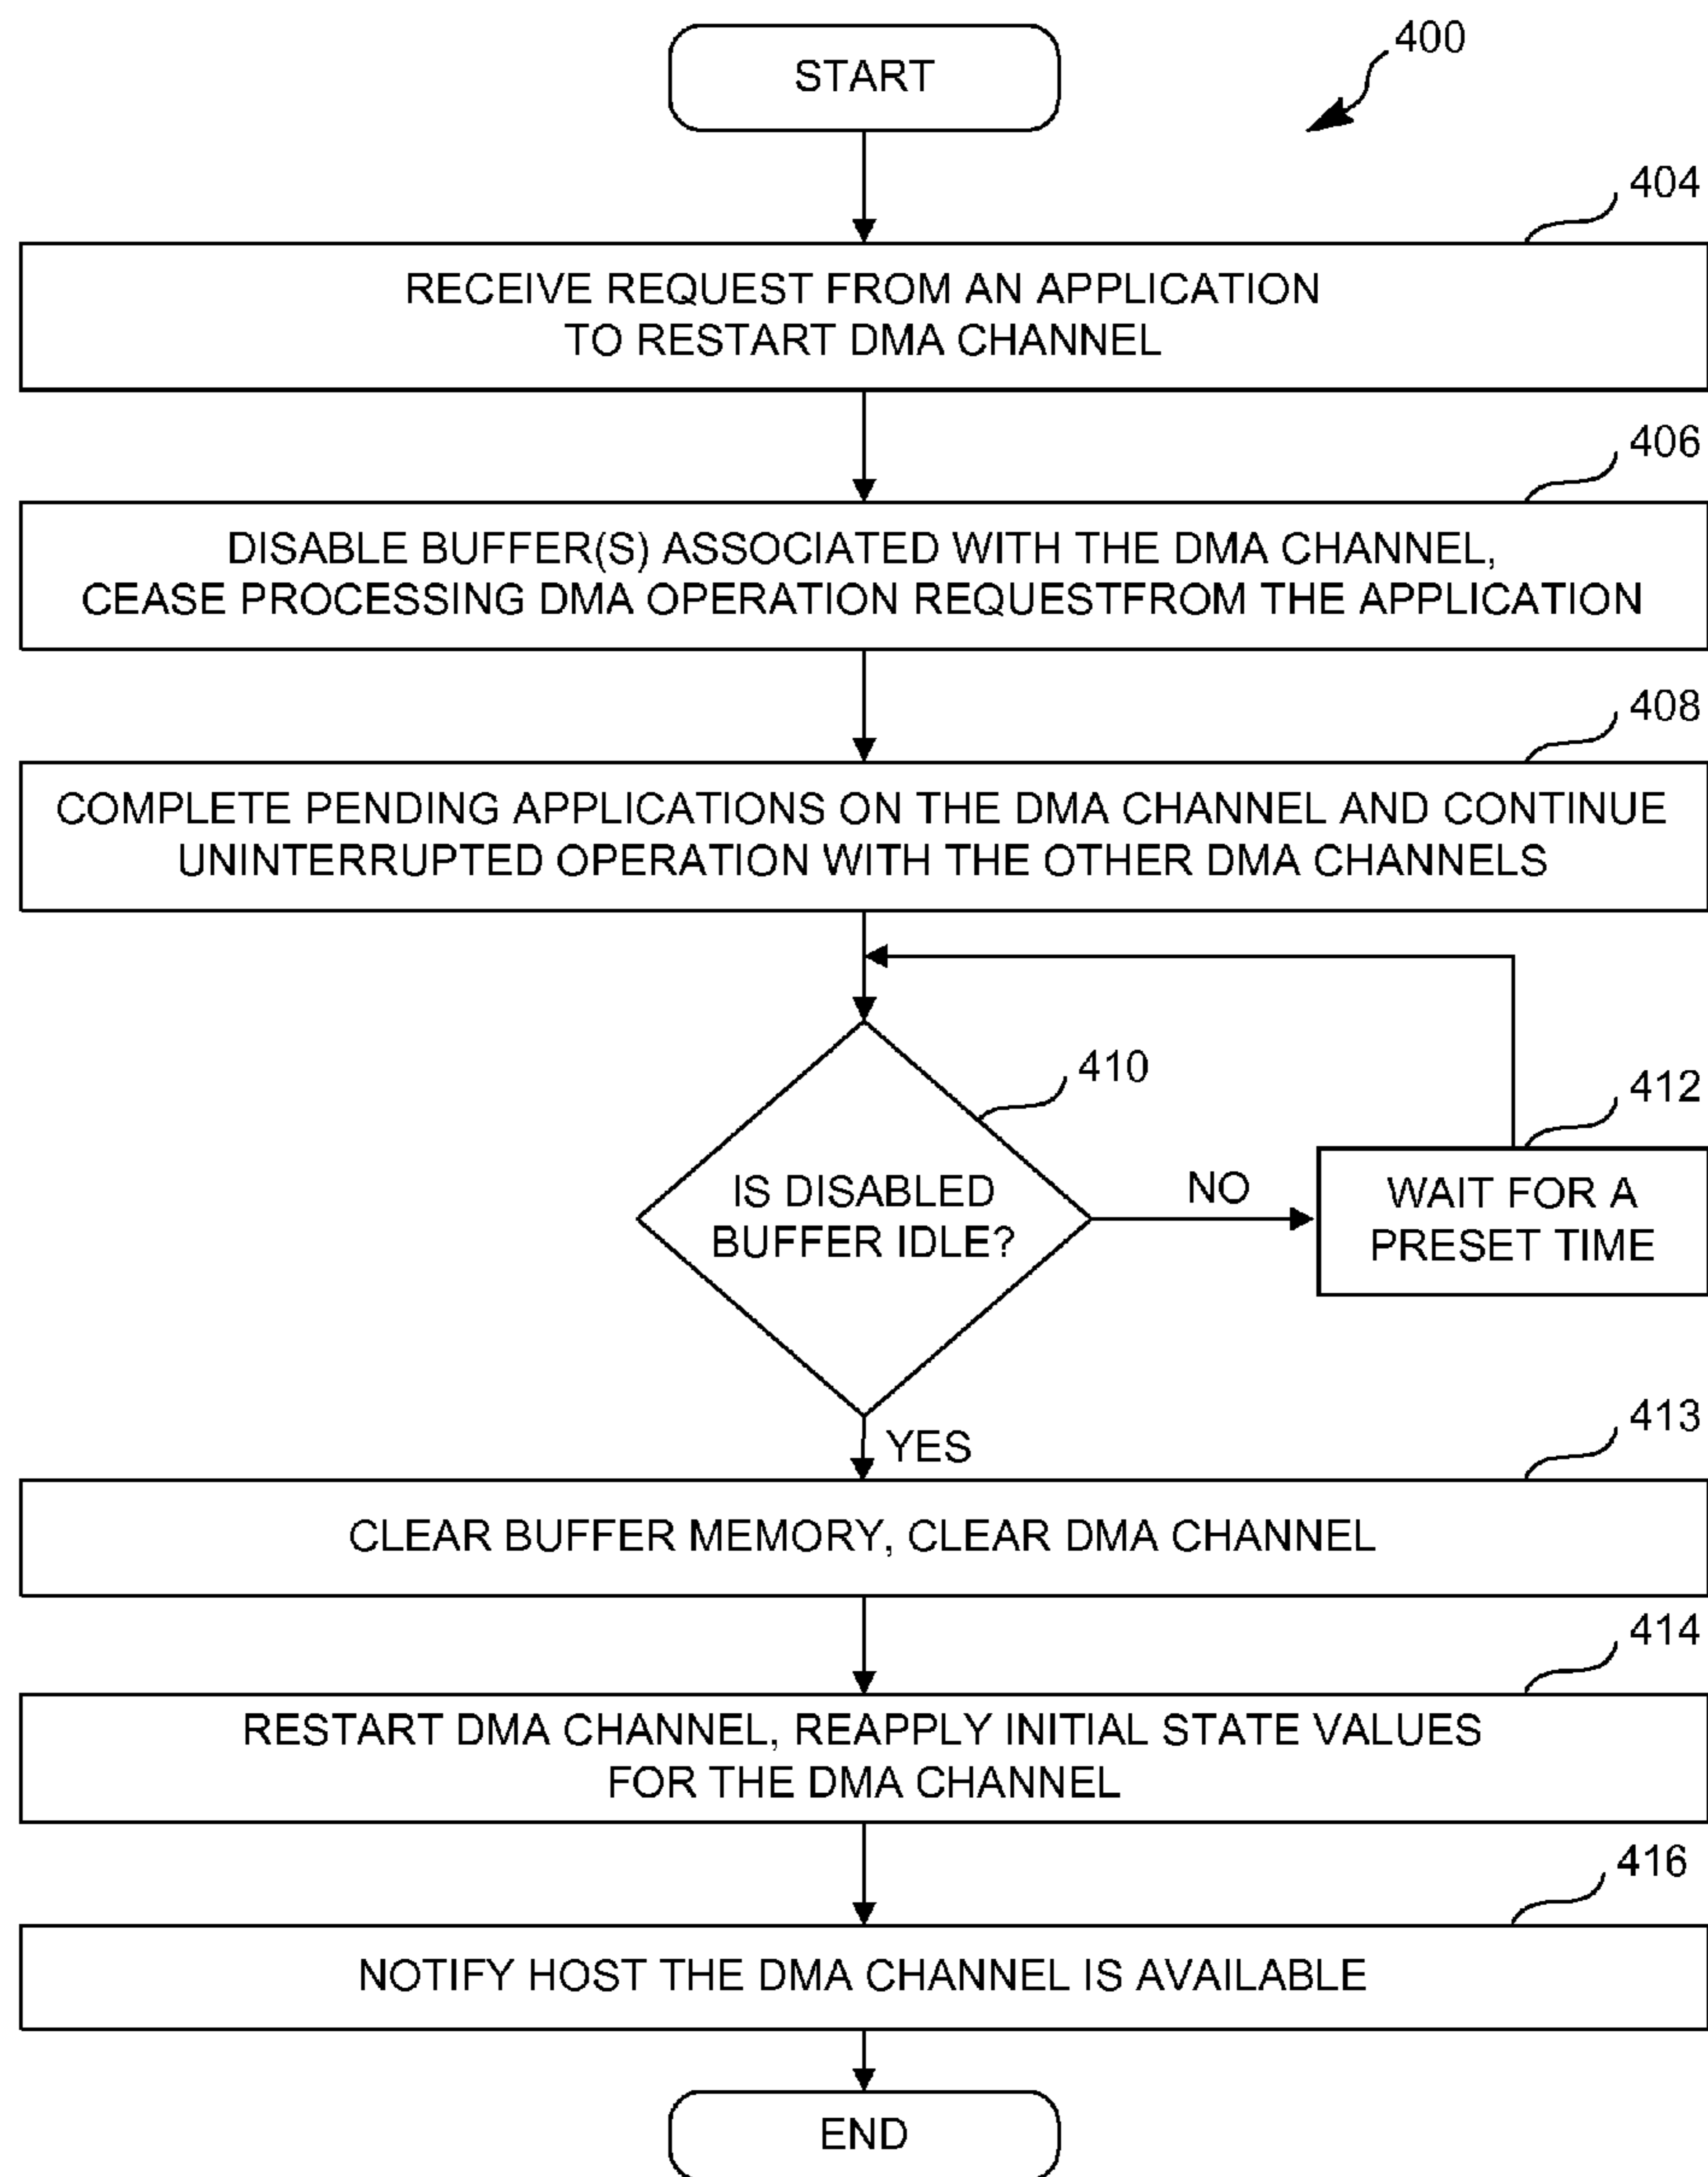 START
400
404
RECEIVE REQUEST FROM AN APPLICATION
TO RESTART DMA CHANNEL
406
DISABLE BUFFER(S) ASSOCIATED WITH THE DMA CHANNEL,
CEASE PROCESSING DMA OPERATION REQUESTFROM THE APPLICATION
408
COMPLETE PENDING APPLICATIONS ON THE DMA CHANNEL AND CONTINUE
UNINTERRUPTED OPERATION WITH THE OTHER DMA CHANNELS
410
IS DISABLED
BUFFER IDLE?
NO
412
WAIT FOR A
PRESET TIME
YES
413
CLEAR BUFFER MEMORY, CLEAR DMA CHANNEL
414
RESTART DMA CHANNEL, REAPPLY INITIAL STATE VALUES
FOR THE DMA CHANNEL
416
NOTIFY HOST THE DMA CHANNEL IS AVAILABLE
END